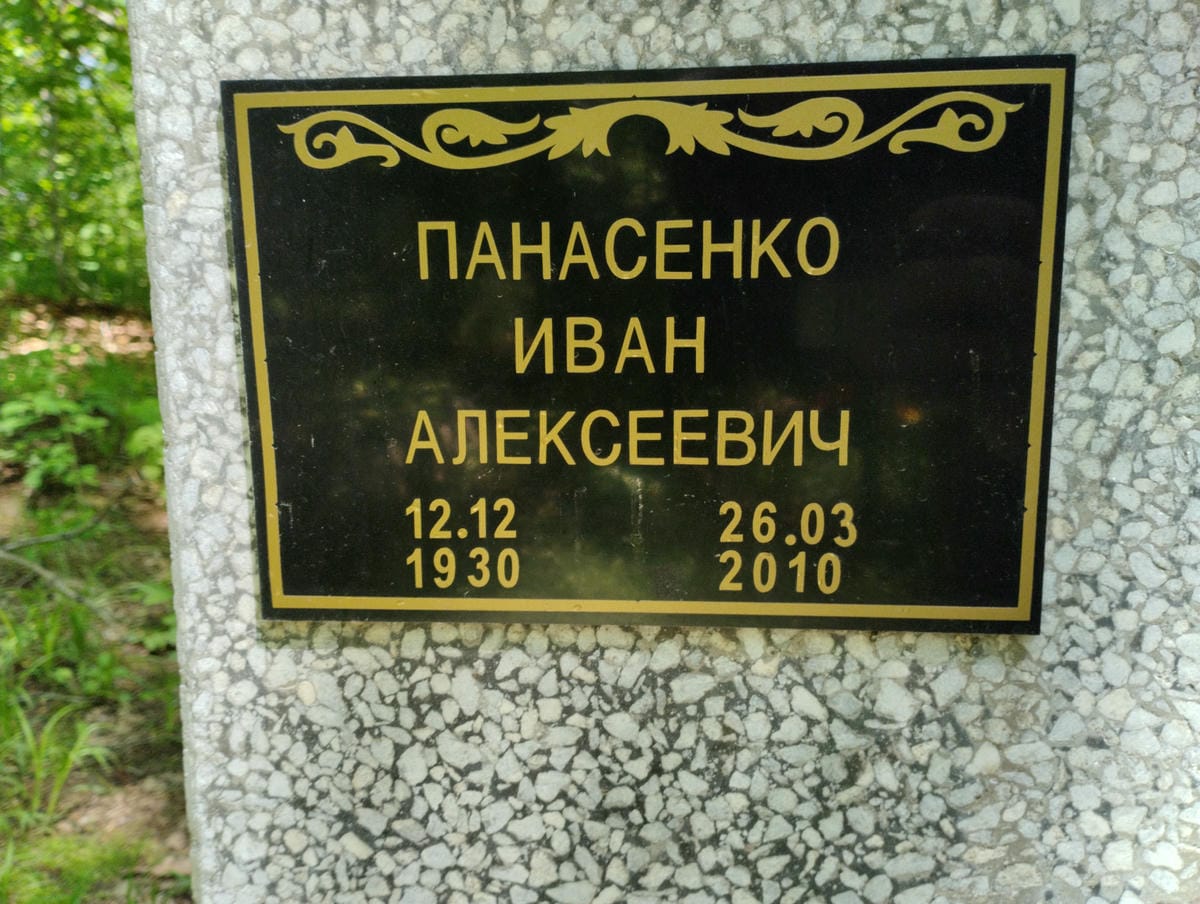 ПАНАСЕНКО
ИВАН
АЛЕКСЕЕВИЧ
12.12 26.03
1930 2010